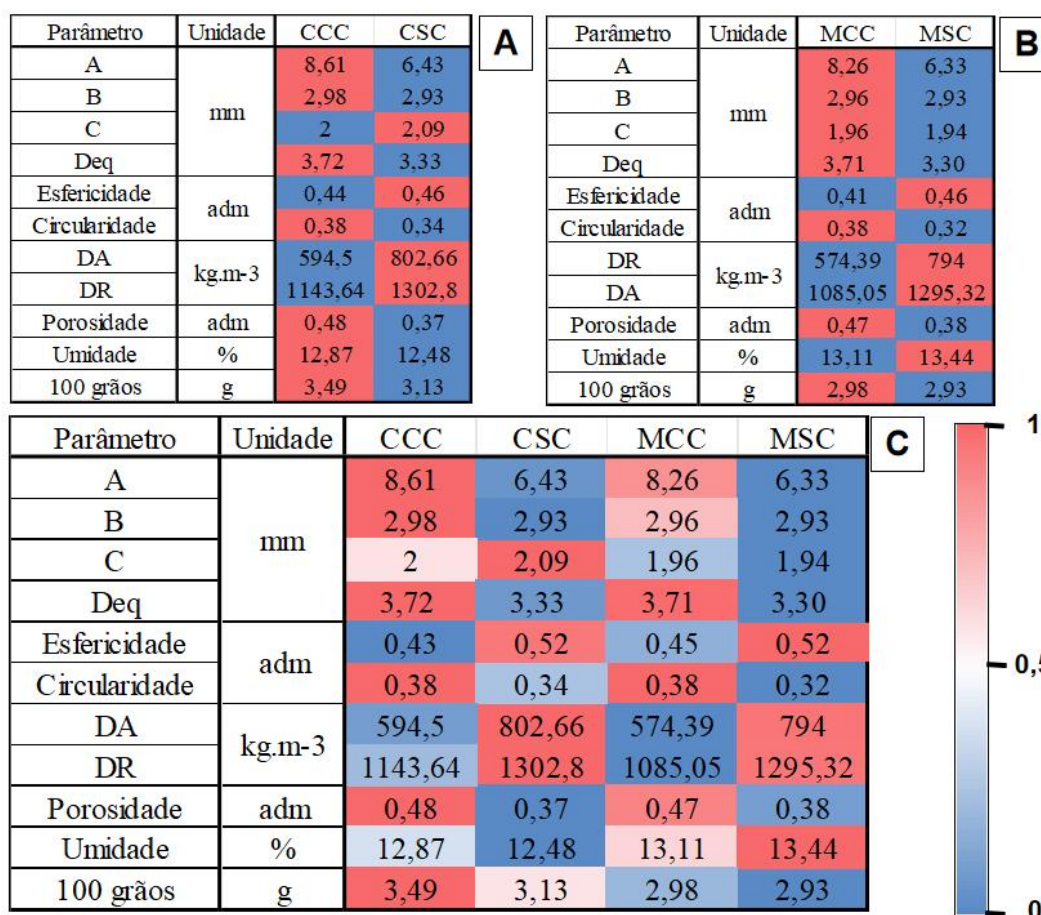 Parâmetro Unidade CCC CSC A
A 8,61 6,43
B 2,98 2,93
mm
C 2 2,09
Deq 3,72 3,33
Esfericidade 0,44 0,46
adm
Circularidade 0,38 0,34
DA 594,5 802,66
kg.m-3
DR 1143,64 1302,8
Porosidade adm 0,48 0,37
Umidade % 12,87 12,48
100 grãos g 3,49 3,13
Parâmetro Unidade MCC MSC B
A 8,26 6,33
B 2,96 2,93
mm
C 1,96 1,94
Deq 3,71 3,30
Esfericidade 0,41 0,46
adm
Circularidade 0,38 0,32
DR 574,39 794
kg.m-3
DA 1085,05 1295,32
Porosidade adm 0,47 0,38
Umidade % 13,11 13,44
100 grãos g 2,98 2,93
Parâmetro Unidade CCC CSC MCC MSC C
A 8,61 6,43 8,26 6,33
B 2,98 2,93 2,96 2,93
mm
C 2 2,09 1,96 1,94
Deq 3,72 3,33 3,71 3,30
Esfericidade 0,43 0,52 0,45 0,52
adm
Circularidade 0,38 0,34 0,38 0,32
DA 594,5 802,66 574,39 794
kg.m-3
DR 1143,64 1302,8 1085,05 1295,32
Porosidade adm 0,48 0,37 0,47 0,38
Umidade % 12,87 12,48 13,11 13,44
100 grãos g 3,49 3,13 2,98 2,93
1
0,5
0